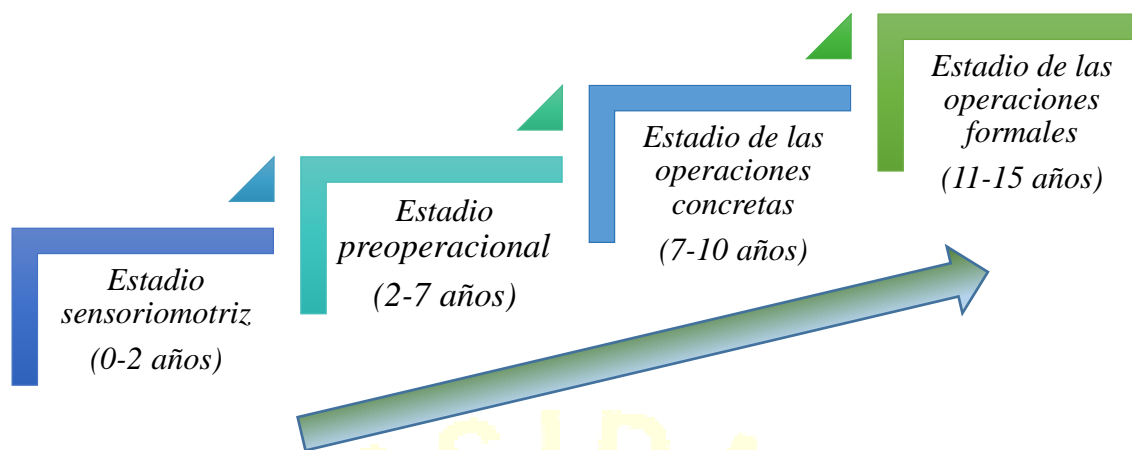 Estadio
sensoriomotriz
(0-2 años)
Estadio
preoperacional
(2-7 años)
Estadio de las
operaciones
concretas
(7-10 años)
Estadio de las
operaciones
formales
(11-15 años)